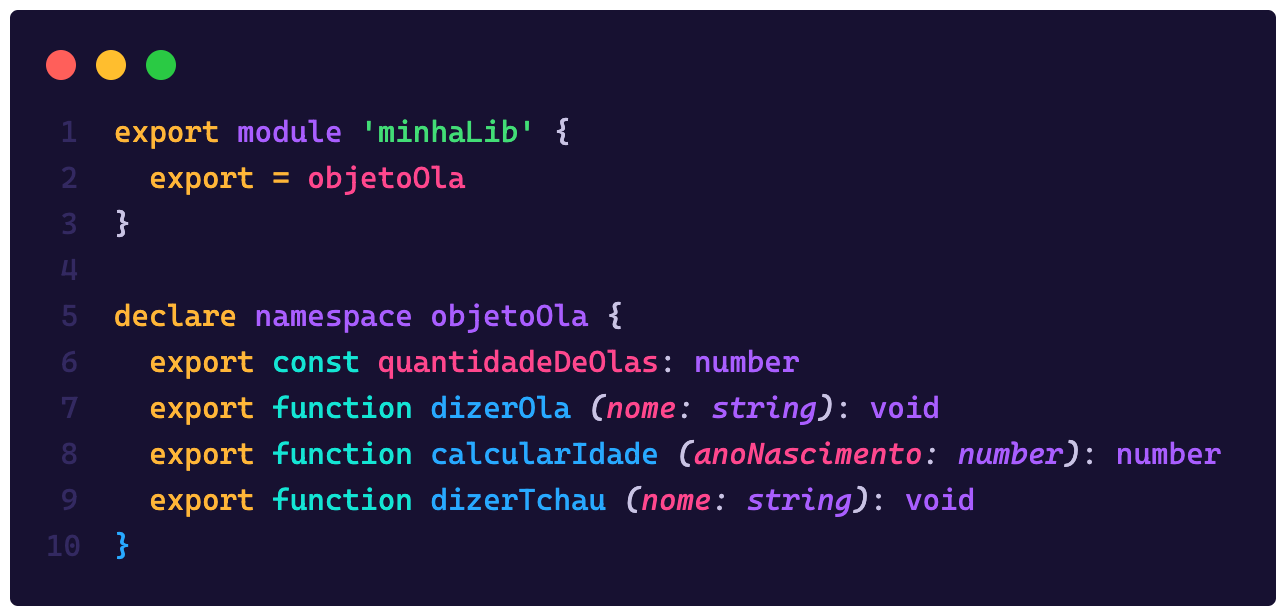 1 export module 'minhaLib' {
2 export = objetoOla
3 }
4
5 declare namespace objetoOla {
6 export const quantidadeDeOlas: number
7 export function dizerOla (nome: string): void
8 export function calcularIdade (anoNascimento: number): number
9 export function dizerTchau (nome: string): void
10 }